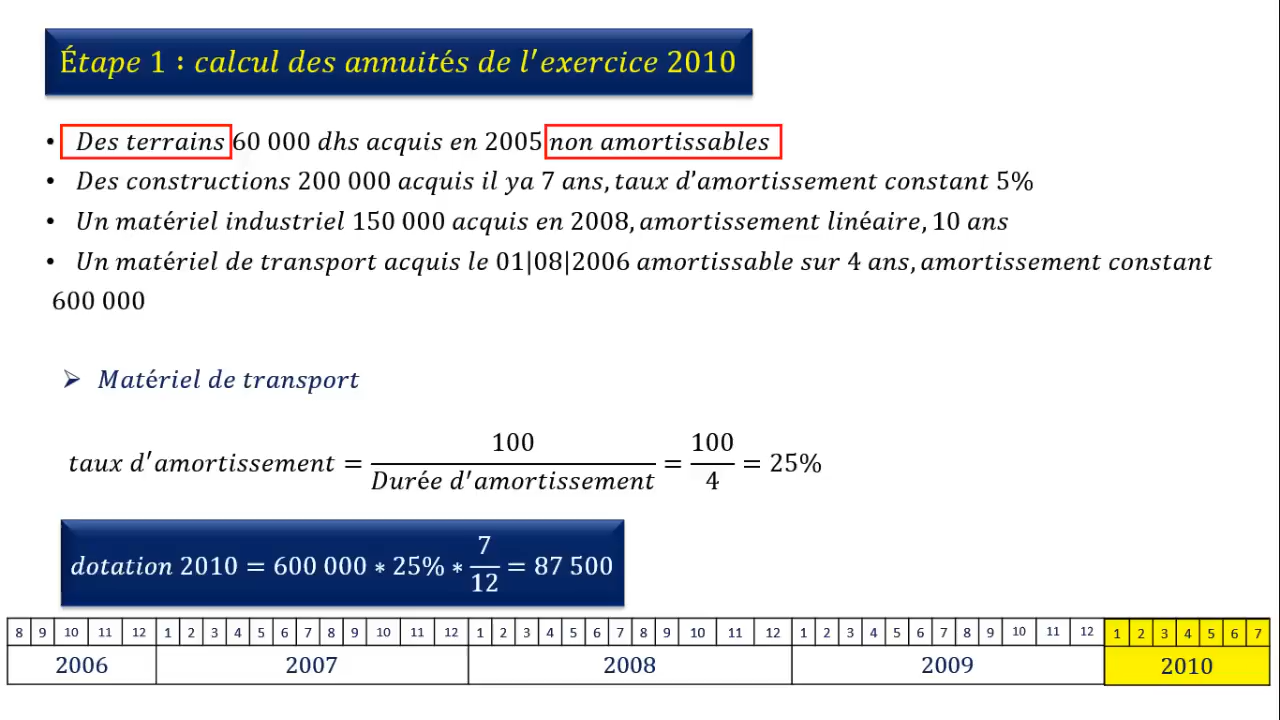 Étape 1 : calcul des annuités de l'exercice 2010
• Des terrains 60 000 dhs acquis en 2005 non amortissables
• Des constructions 200 000 acquis il ya 7 ans, taux d'amortissement constant 5%
• Un matériel industriel 150 000 acquis en 2008, amortissement linéaire, 10 ans
• Un matériel de transport acquis le 01|08|2006 amortissable sur 4 ans, amortissement constant
600 000
➢ Matériel de transport
taux d'amortissement = 100 / Durée d'amortissement = 100 / 4 = 25%
dotation 2010 = 600 000 * 25% * 7 / 12 = 87 500
8 9 10 11 12 1 2 3 4 5 6 7 8 9 10 11 12 1 2 3 4 5 6 7 8 9 10 11 12 1 2 3 4 5 6 7 8 9 10 11 12 1 2 3 4 5 6 7
2006 2007 2008 2009 2010